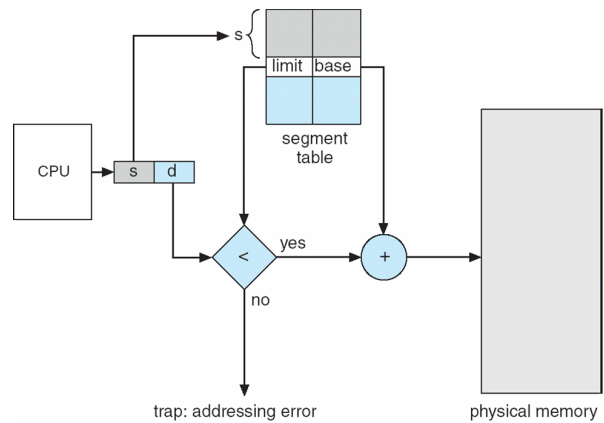 s
limit base
segment
table
CPU
s d
<
yes
+
no
trap: addressing error
physical memory